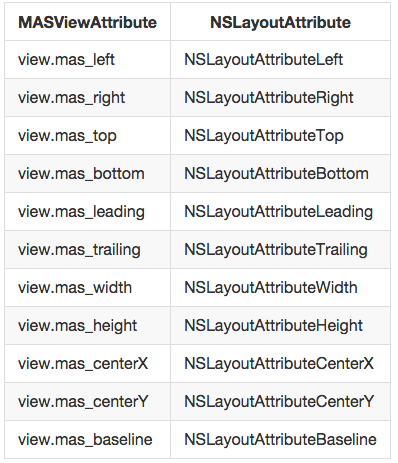 MASViewAttribute NSLayoutAttribute
view.mas_left NSLayoutAttributeLeft
view.mas_right NSLayoutAttributeRight
view.mas_top NSLayoutAttributeTop
view.mas_bottom NSLayoutAttributeBottom
view.mas_leading NSLayoutAttributeLeading
view.mas_trailing NSLayoutAttributeTrailing
view.mas_width NSLayoutAttributeWidth
view.mas_height NSLayoutAttributeHeight
view.mas_centerX NSLayoutAttributeCenterX
view.mas_centerY NSLayoutAttributeCenterY
view.mas_baseline NSLayoutAttributeBaseline